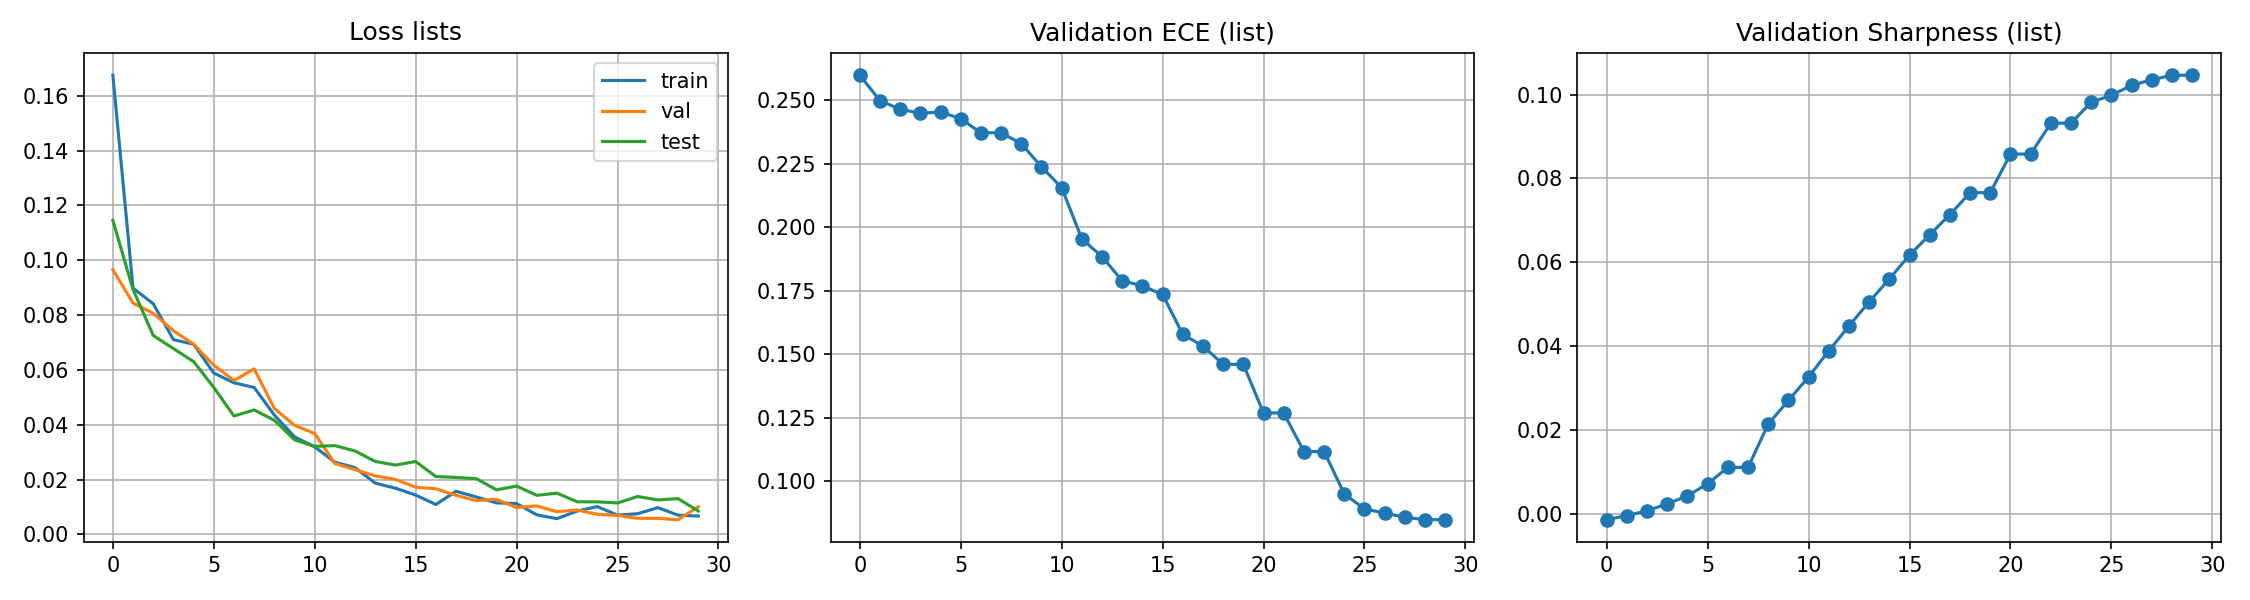 Loss lists
0.16
0.14
0.12
0.10
0.08
0.06
0.04
0.02
0.00
0 5 10 15 20 25 30
train
val
test
Validation ECE (list)
0.250
0.225
0.200
0.175
0.150
0.125
0.100
0 5 10 15 20 25 30
Validation Sharpness (list)
0.10
0.08
0.06
0.04
0.02
0.00
0 5 10 15 20 25 30